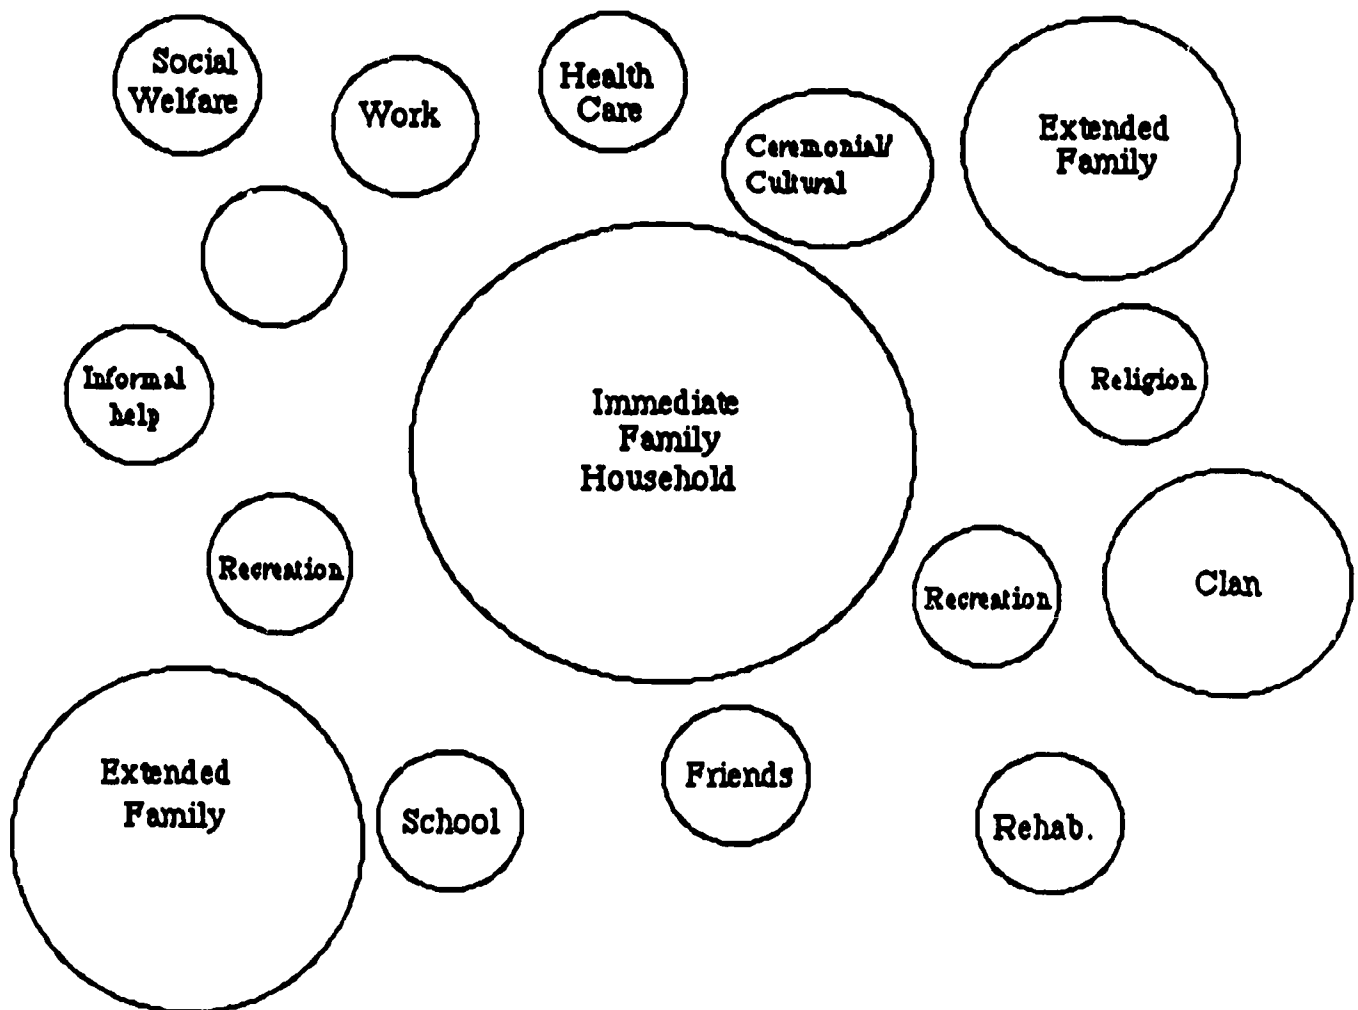 Social
Welfare
Work
Health
Care
Ceremonial/
Cultural
Extended
Family
Informal
help
Immediate
Family
Household
Religion
Recreation
Recreation
Clan
Extended
Family
School
Friends
Rehab.